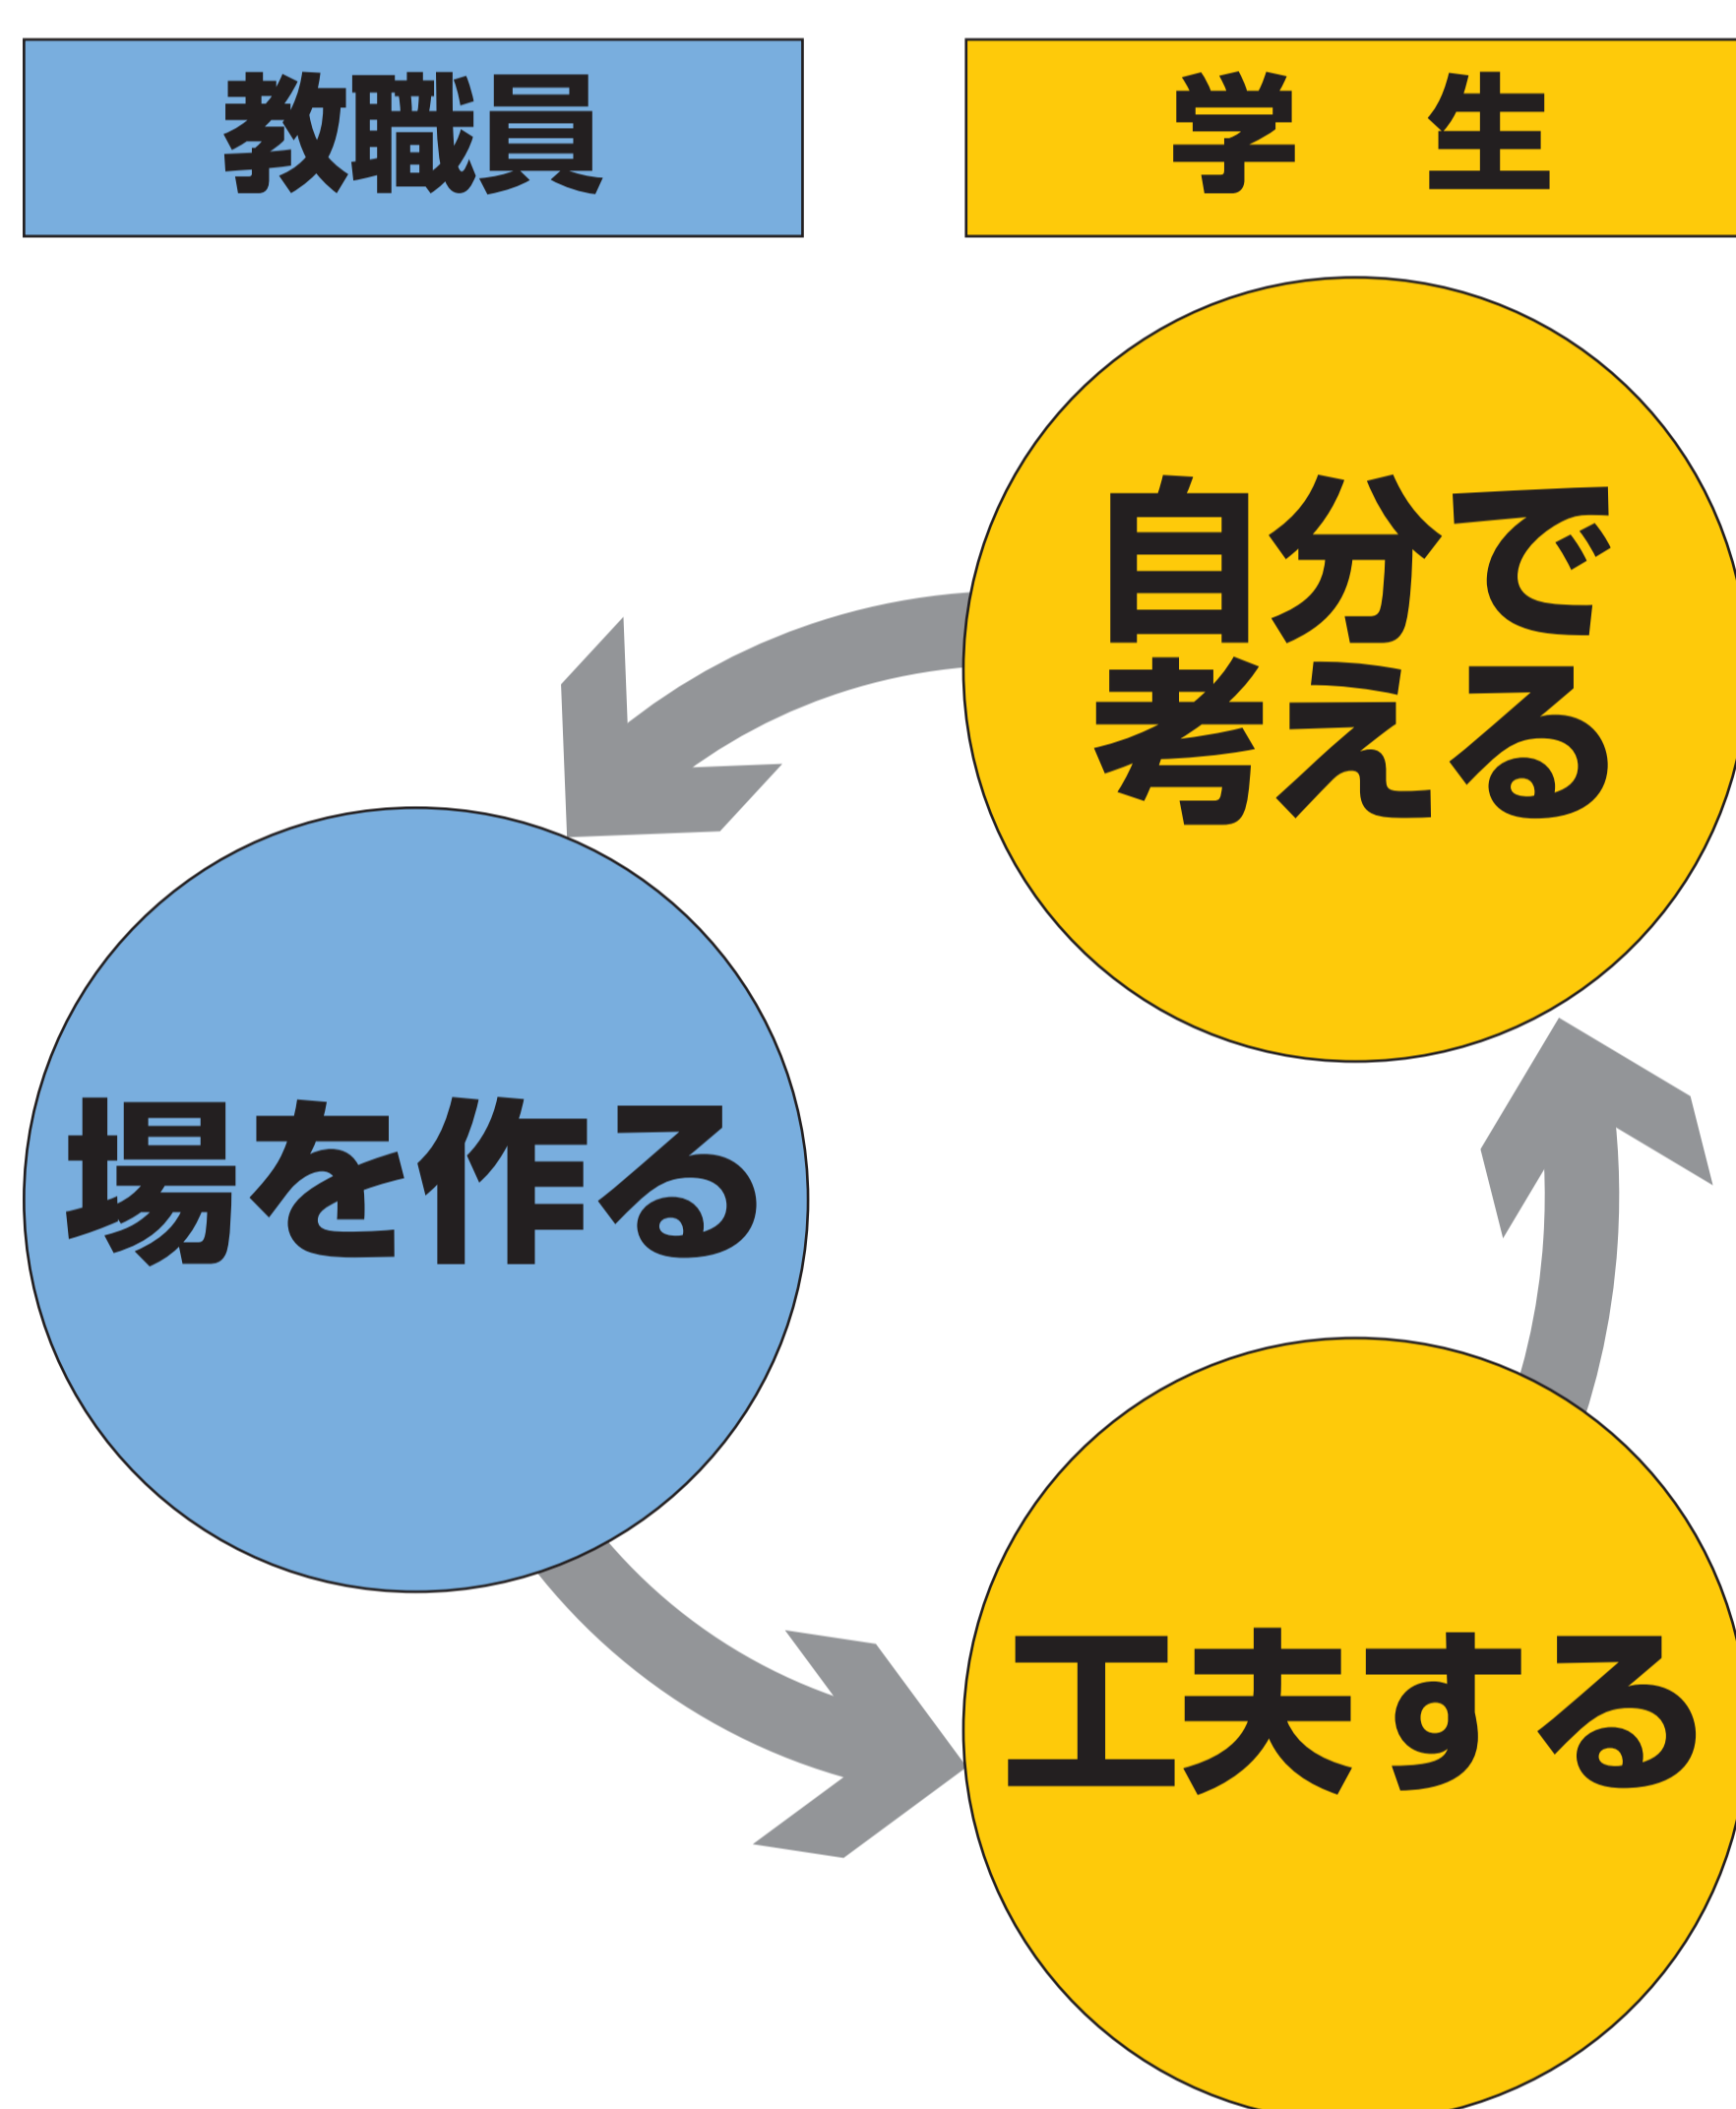 教職員
学 生
自分で
考える
場を作る
工夫する